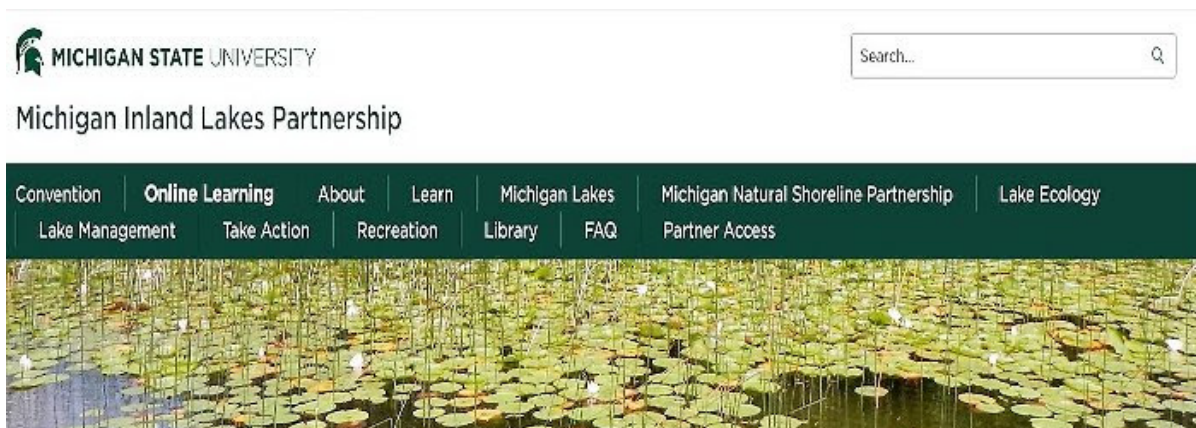 MICHIGAN STATE UNIVERSITY
Search...
Michigan Inland Lakes Partnership
Convention Online Learning About Learn Michigan Lakes Michigan Natural Shoreline Partnership Lake Ecology
Lake Management Take Action Recreation Library FAQ Partner Access